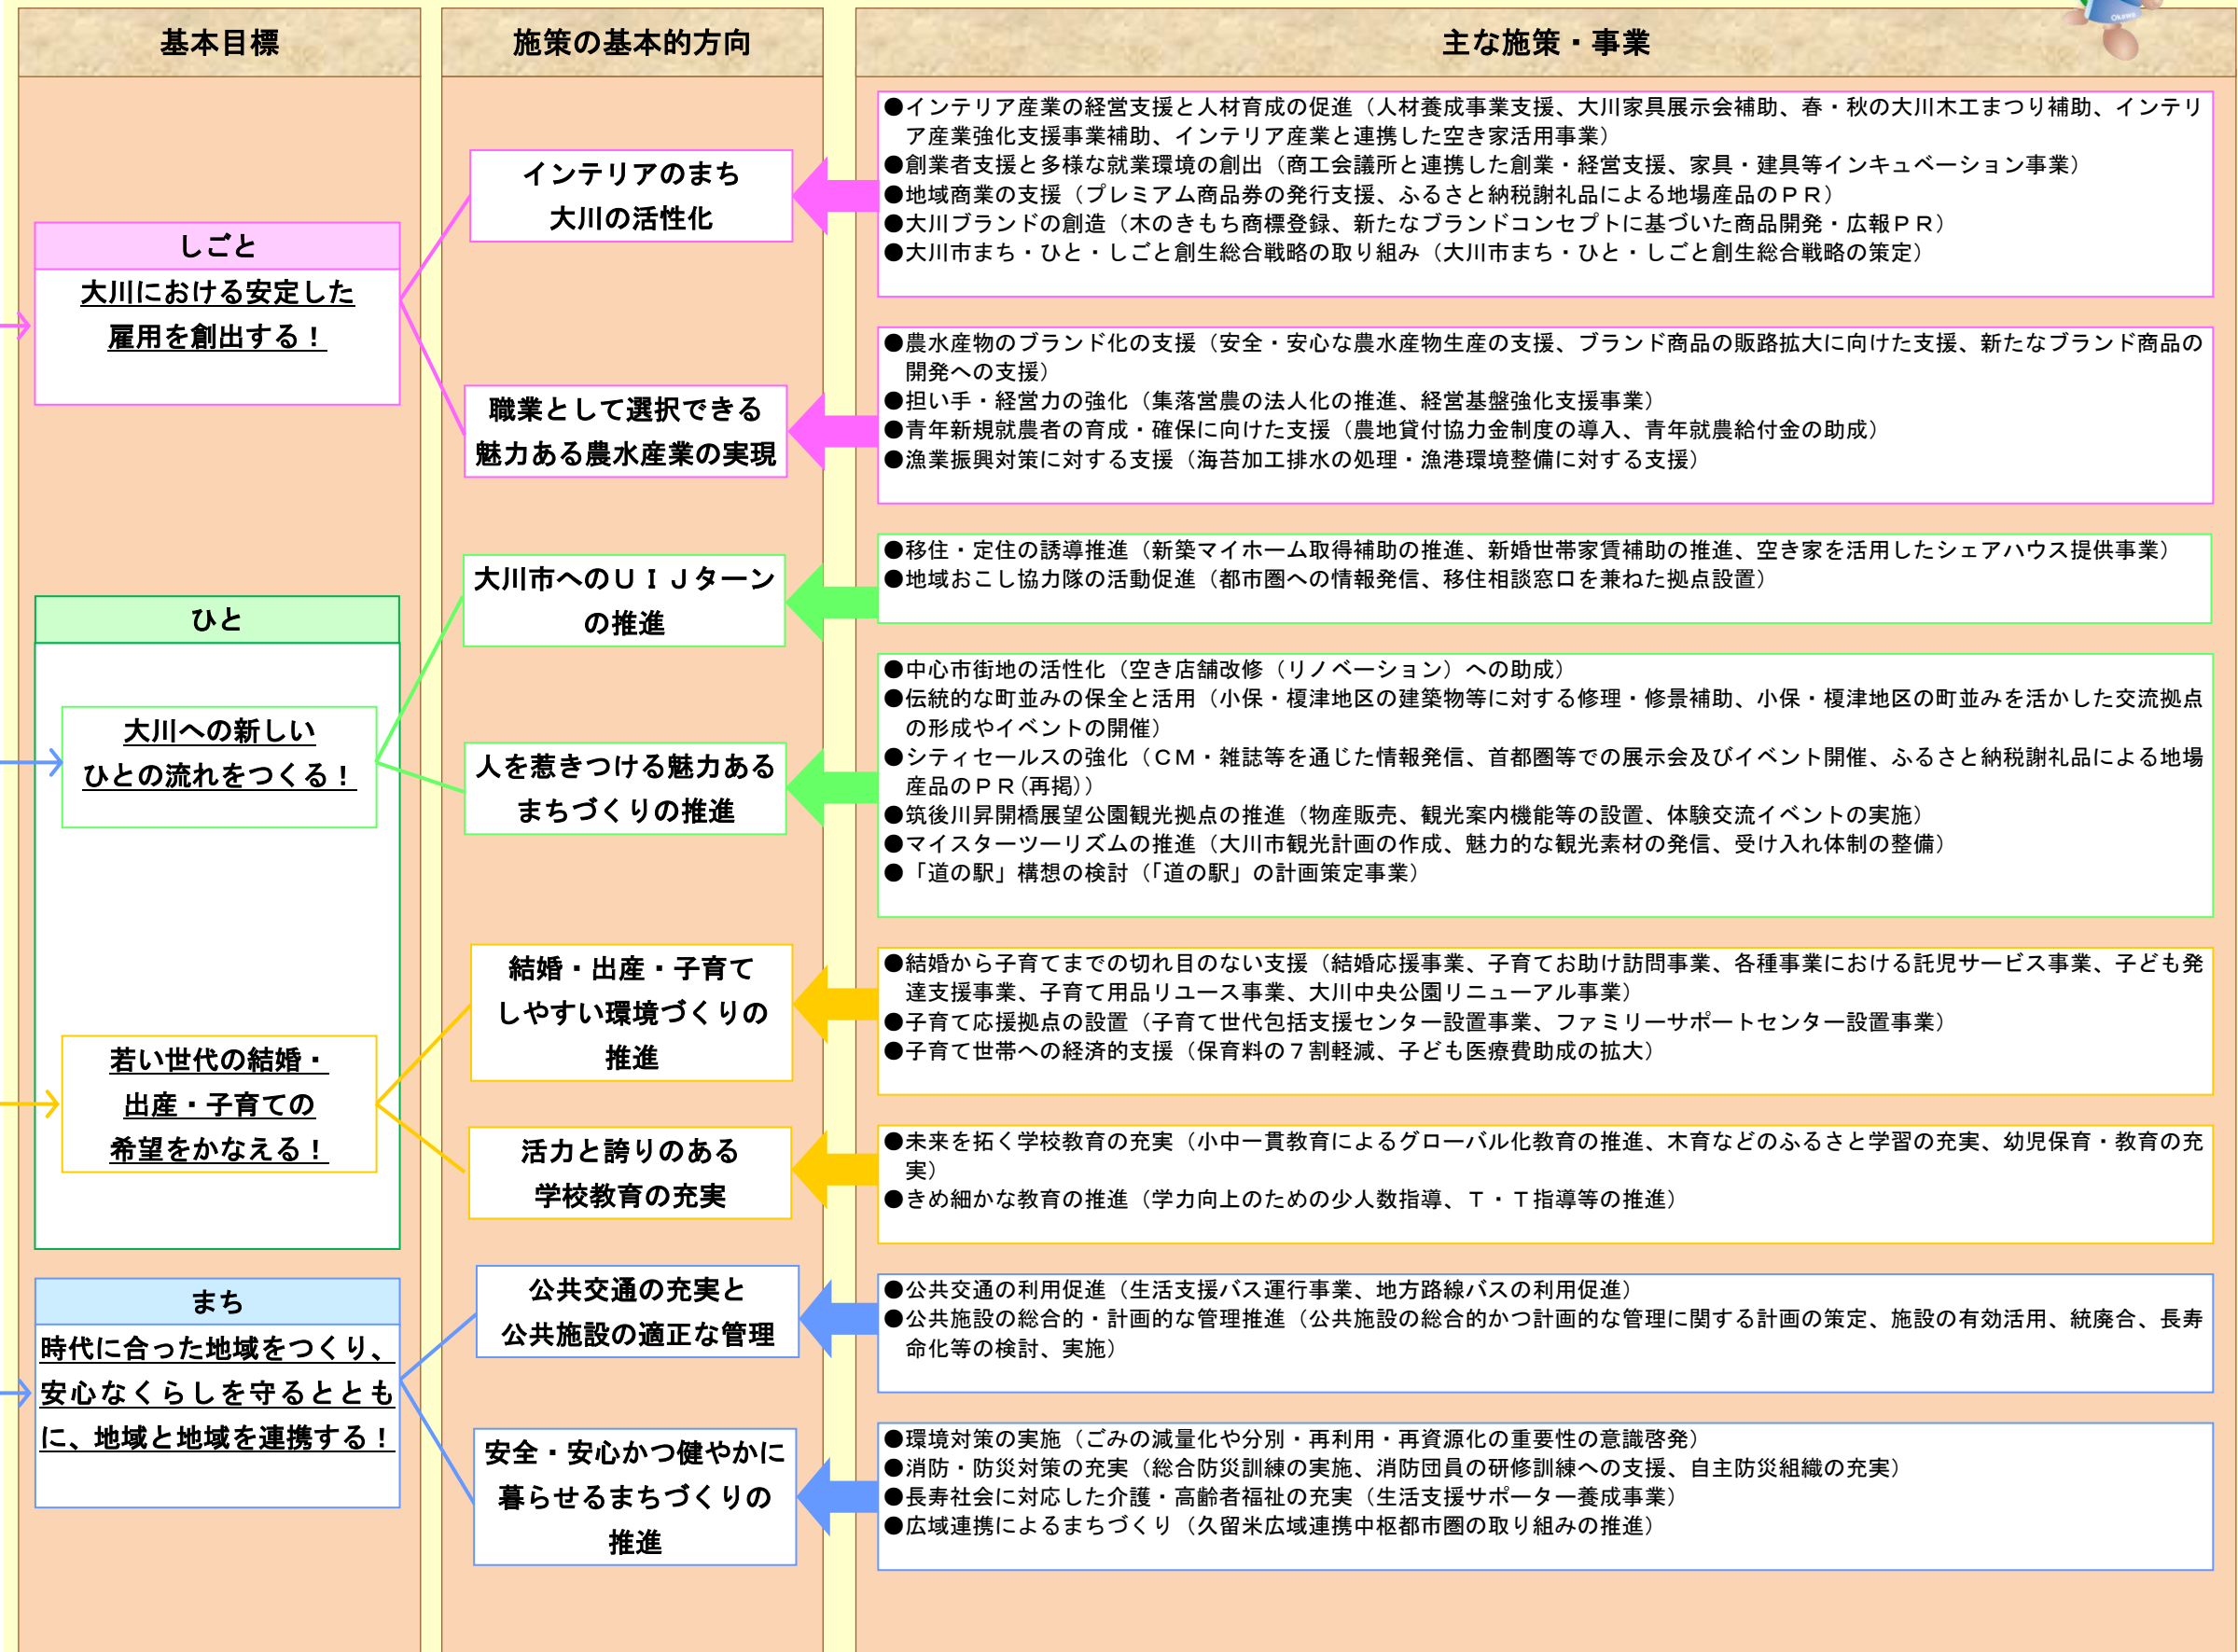 基本目標
施策の基本的方向
主な施策・事業
Okawa
しごと
大川における安定した
雇用を創出する！
インテリアのまち
大川の活性化
●インテリア産業の経営支援と人材育成の促進（人材養成事業支援、大川家具展示会補助、春・秋の大川木工まつり補助、インテリ
ア産業強化支援事業補助、インテリア産業と連携した空き家活用事業）
●創業者支援と多様な就業環境の創出（商工会議所と連携した創業・経営支援、家具・建具等インキュベーション事業）
●地域商業の支援（プレミアム商品券の発行支援、ふるさと納税謝礼品による地場産品のＰＲ）
●大川ブランドの創造（木のきもち商標登録、新たなブランドコンセプトに基づいた商品開発・広報ＰＲ）
●大川市まち・ひと・しごと創生総合戦略の取り組み（大川市まち・ひと・しごと創生総合戦略の策定）
職業として選択できる
魅力ある農水産業の実現
●農水産物のブランド化の支援（安全・安心な農水産物生産の支援、ブランド商品の販路拡大に向けた支援、新たなブランド商品の
開発への支援）
●担い手・経営力の強化（集落営農の法人化の推進、経営基盤強化支援事業）
●青年新規就農者の育成・確保に向けた支援（農地貸付協力金制度の導入、青年就農給付金の助成）
●漁業振興対策に対する支援（海苔加工排水の処理・漁港環境整備に対する支援）
ひと
大川への新しい
ひとの流れをつくる！
大川市へのＵＩＪターン
の推進
●移住・定住の誘導推進（新築マイホーム取得補助の推進、新婚世帯家賃補助の推進、空き家を活用したシェアハウス提供事業）
●地域おこし協力隊の活動促進（都市圏への情報発信、移住相談窓口を兼ねた拠点設置）
人を惹きつける魅力ある
まちづくりの推進
●中心市街地の活性化（空き店舗改修（リノベーション）への助成）
●伝統的な町並みの保全と活用（小保・榎津地区の建築物等に対する修理・修景補助、小保・榎津地区の町並みを活かした交流拠点
の形成やイベントの開催）
●シティセールスの強化（ＣＭ・雑誌等を通じた情報発信、首都圏等での展示会及びイベント開催、ふるさと納税謝礼品による地場
産品のＰＲ(再掲)）
●筑後川昇開橋展望公園観光拠点の推進（物産販売、観光案内機能等の設置、体験交流イベントの実施）
●マイスターツーリズムの推進（大川市観光計画の作成、魅力的な観光素材の発信、受け入れ体制の整備）
●「道の駅」構想の検討（「道の駅」の計画策定事業）
若い世代の結婚・
出産・子育ての
希望をかなえる！
結婚・出産・子育て
しやすい環境づくりの
推進
●結婚から子育てまでの切れ目のない支援（結婚応援事業、子育てお助け訪問事業、各種事業における託児サービス事業、子ども発
達支援事業、子育て用品リユース事業、大川中央公園リニューアル事業）
●子育て応援拠点の設置（子育て世代包括支援センター設置事業、ファミリーサポートセンター設置事業）
●子育て世帯への経済的支援（保育料の７割軽減、子ども医療費助成の拡大）
活力と誇りのある
学校教育の充実
●未来を拓く学校教育の充実（小中一貫教育によるグローバル化教育の推進、木育などのふるさと学習の充実、幼児保育・教育の充
実）
●きめ細かな教育の推進（学力向上のための少人数指導、Ｔ・Ｔ指導等の推進）
まち
時代に合った地域をつくり、
安心なくらしを守るととも
に、地域と地域を連携する！
公共交通の充実と
公共施設の適正な管理
●公共交通の利用促進（生活支援バス運行事業、地方路線バスの利用促進）
●公共施設の総合的・計画的な管理推進（公共施設の総合的かつ計画的な管理に関する計画の策定、施設の有効活用、統廃合、長寿
命化等の検討、実施）
安全・安心かつ健やかに
暮らせるまちづくりの
推進
●環境対策の実施（ごみの減量化や分別・再利用・再資源化の重要性の意識啓発）
●消防・防災対策の充実（総合防災訓練の実施、消防団員の研修訓練への支援、自主防災組織の充実）
●長寿社会に対応した介護・高齢者福祉の充実（生活支援サポーター養成事業）
●広域連携によるまちづくり（久留米広域連携中枢都市圏の取り組みの推進）